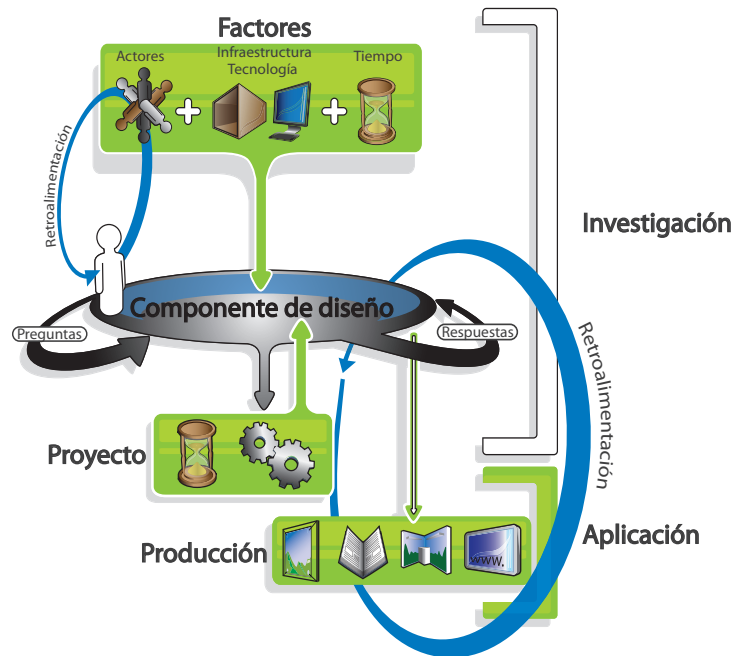 Factores
Actores
Infraestructura
Tecnología
Tiempo
Retroalimentación
Investigación
Componente de diseño
Preguntas
Respuestas
Retroalimentación
Proyecto
Producción
www.
Aplicación